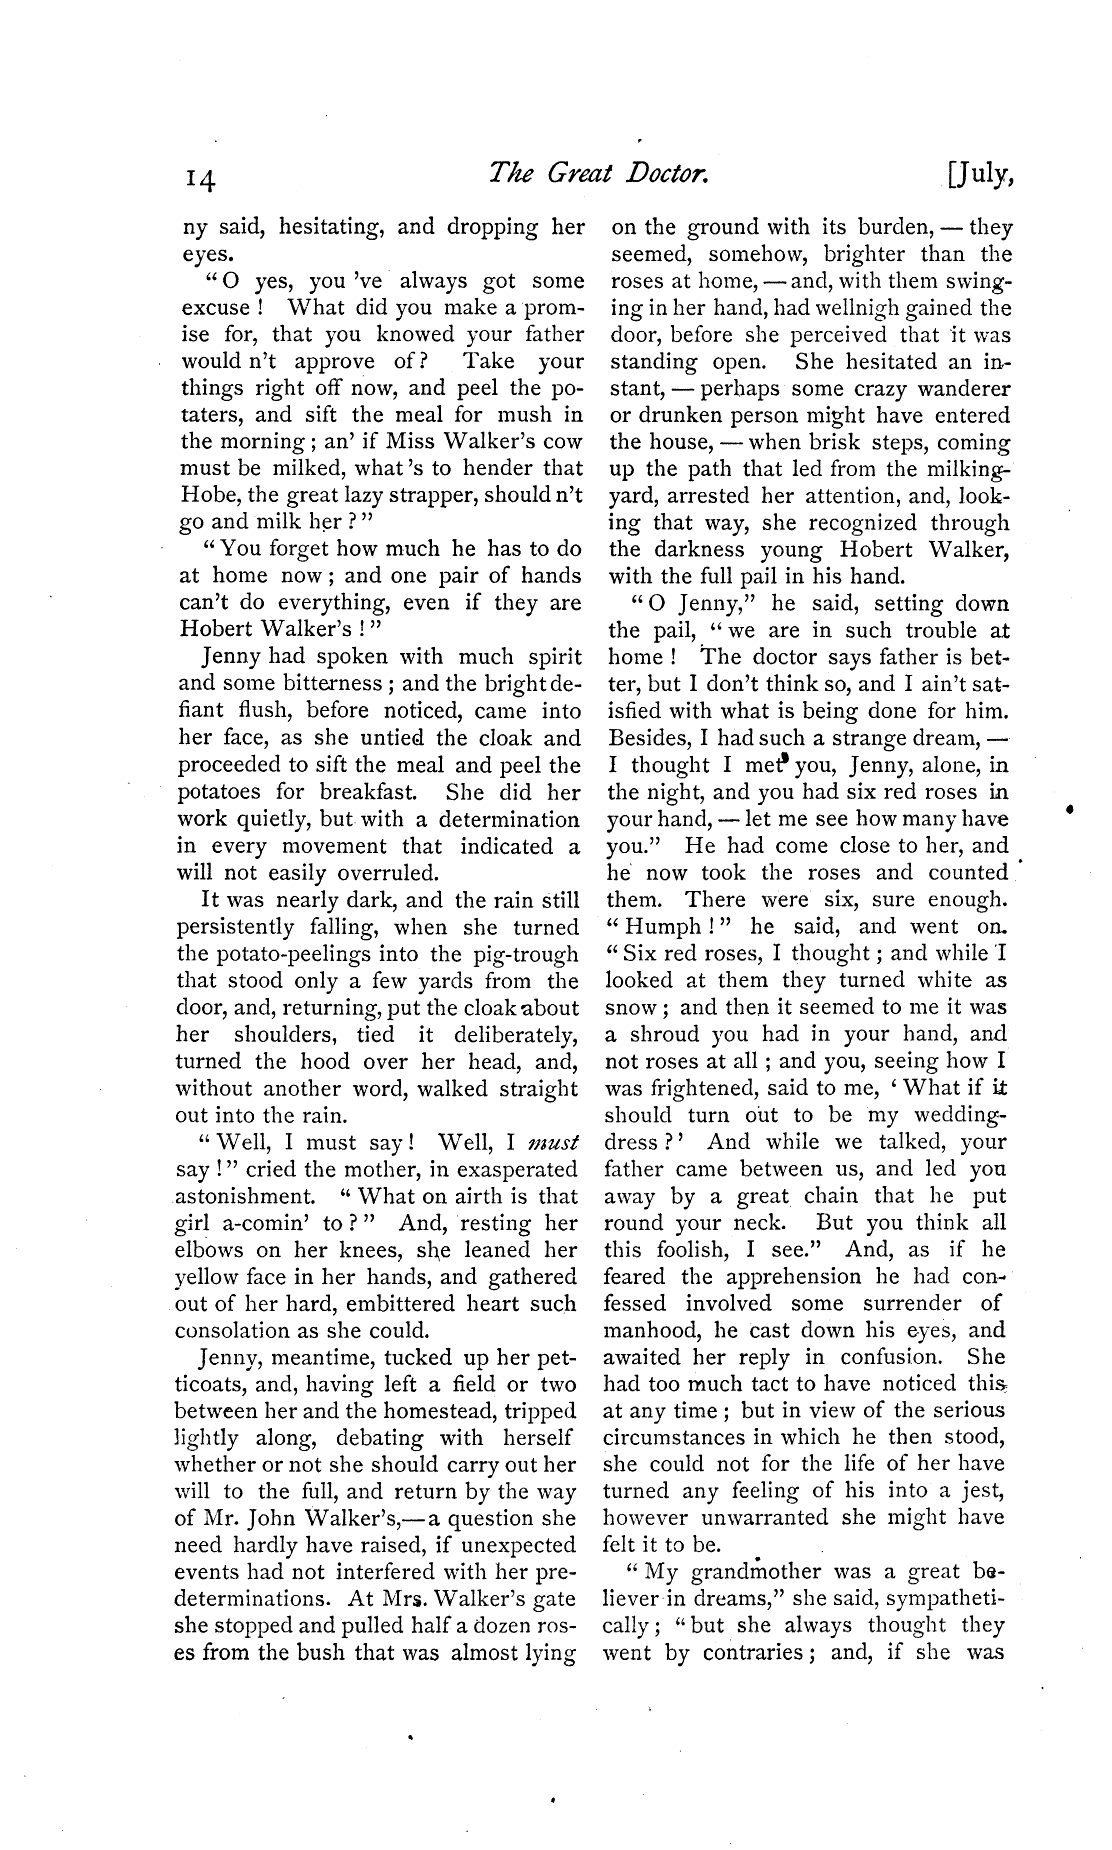 14 The Great Doctor. [July,
ny said, hesitating, and dropping her
eyes.
“O yes, you ’ve always got some
excuse ! What did you make a prom-
ise for, that you knowed your father
would n’t approve of ? Take your
things right off now, and peel the po-
taters, and sift the meal for mush in
the morning ; an’ if Miss Walker’s cow
must be milked, what ’s to hender that
Hobe, the great lazy strapper, should n’t
go and milk her ?”
“You forget how much he has to do
at home now ; and one pair of hands
can’t do everything, even if they are
Hobert Walker’s !”
Jenny had spoken with much spirit
and some bitterness ; and the bright de-
fiant flush, before noticed, came into
her face, as she untied the cloak and
proceeded to sift the meal and peel the
potatoes for breakfast. She did her
work quietly, but with a determination
in every movement that indicated a
will not easily overruled.
It was nearly dark, and the rain still
persistently falling, when she turned
the potato-peelings into the pig-trough
that stood only a few yards from the
door, and, returning, put the cloak about
her shoulders, tied it deliberately,
turned the hood over her head, and,
without another word, walked straight
out into the rain.
“Well, I must say! Well, I must
say !” cried the mother, in exasperated
astonishment. “What on airth is that
girl a-comin’ to ?” And, resting her
elbows on her knees, she leaned her
yellow face in her hands, and gathered
out of her hard, embittered heart such
consolation as she could.
Jenny, meantime, tucked up her pet-
ticoats, and, having left a field or two
between her and the homestead, tripped
lightly along, debating with herself
whether or not she should carry out her
will to the full, and return by the way
of Mr. John Walker’s,—a question she
need hardly have raised, if unexpected
events had not interfered with her pre-
determinations. At Mrs. Walker’s gate
she stopped and pulled half a dozen ros-
es from the bush that was almost lying
on the ground with its burden, — they
seemed, somehow, brighter than the
roses at home, — and, with them swing-
ing in her hand, had wellnigh gained the
door, before she perceived that it was
standing open. She hesitated an in-
stant, — perhaps some crazy wanderer
or drunken person might have entered
the house, — when brisk steps, coming
up the path that led from the milking-
yard, arrested her attention, and, look-
ing that way, she recognized through
the darkness young Hobert Walker,
with the full pail in his hand.
“O Jenny,” he said, setting down
the pail, “we are in such trouble at
home ! The doctor says father is bet-
ter, but I don’t think so, and I ain’t sat-
isfied with what is being done for him.
Besides, I had such a strange dream, —
I thought I met you, Jenny, alone, in
the night, and you had six red roses in
your hand, — let me see how many have
you.” He had come close to her, and
he now took the roses and counted
them. There were six, sure enough.
“Humph !” he said, and went on.
“Six red roses, I thought ; and while I
looked at them they turned white as
snow ; and then it seemed to me it was
a shroud you had in your hand, and
not roses at all ; and you, seeing how I
was frightened, said to me, ‘What if it
should turn out to be my wedding-
dress ?’ And while we talked, your
father came between us, and led you
away by a great chain that he put
round your neck. But you think all
this foolish, I see.” And, as if he
feared the apprehension he had con-
fessed involved some surrender of
manhood, he cast down his eyes, and
awaited her reply in confusion. She
had too much tact to have noticed this
at any time ; but in view of the serious
circumstances in which he then stood,
she could not for the life of her have
turned any feeling of his into a jest,
however unwarranted she might have
felt it to be.
“My grandmother was a great be-
liever in dreams,” she said, sympatheti-
cally ; “but she always thought they
went by contraries ; and, if she was